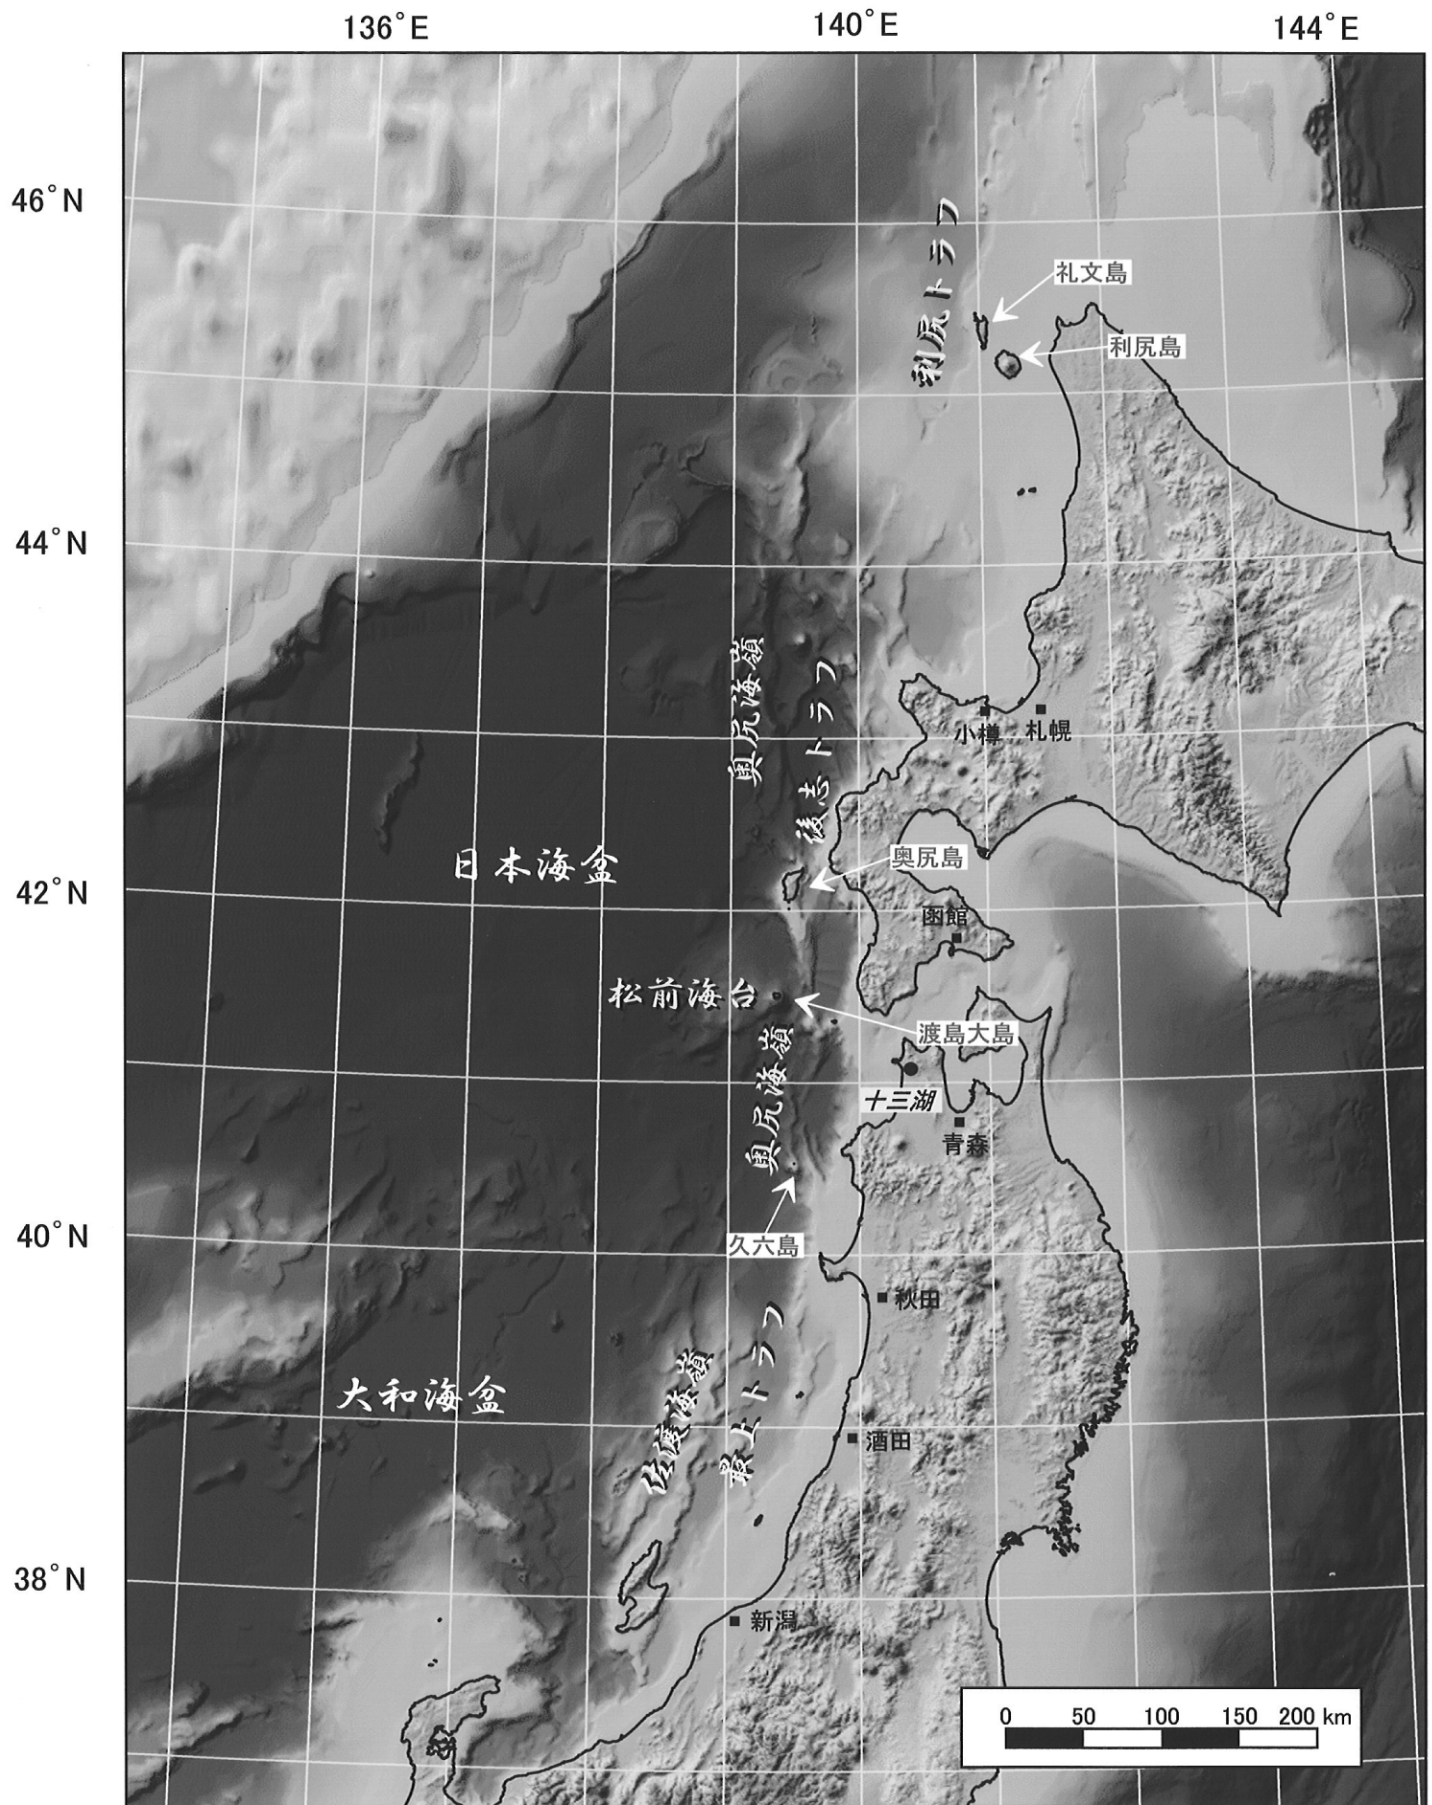 136°E
140°E
144°E
46°N
利尻トラフ
礼文島
利尻島
44°N
奥尻海嶺
後志トラフ
小樽
札幌
日本海盆
奥尻島
42°N
函館
松前海台
渡島大島
奥尻海嶺
十三湖
青森
40°N
久六島
秋田
佐渡海嶺
最上トラフ
大和海盆
酒田
38°N
新潟
0 50 100 150 200 km